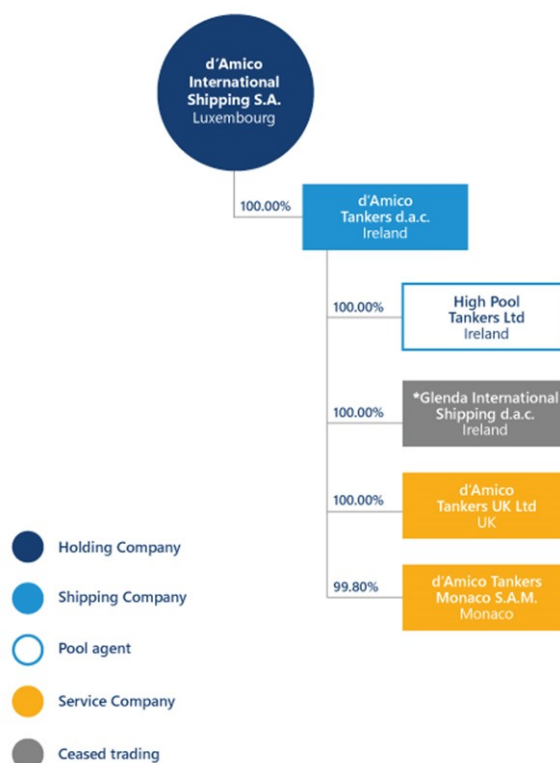 d’Amico
International
Shipping S.A.
Luxembourg
100.00%
d’Amico
Tankers d.a.c.
Ireland
100.00%
High Pool
Tankers Ltd
Ireland
100.00%
*Glenda International
Shipping d.a.c.
Ireland
100.00%
d’Amico
Tankers UK Ltd
UK
99.80%
d’Amico Tankers
Monaco S.A.M.
Monaco
Holding Company
Shipping Company
Pool agent
Service Company
Ceased trading